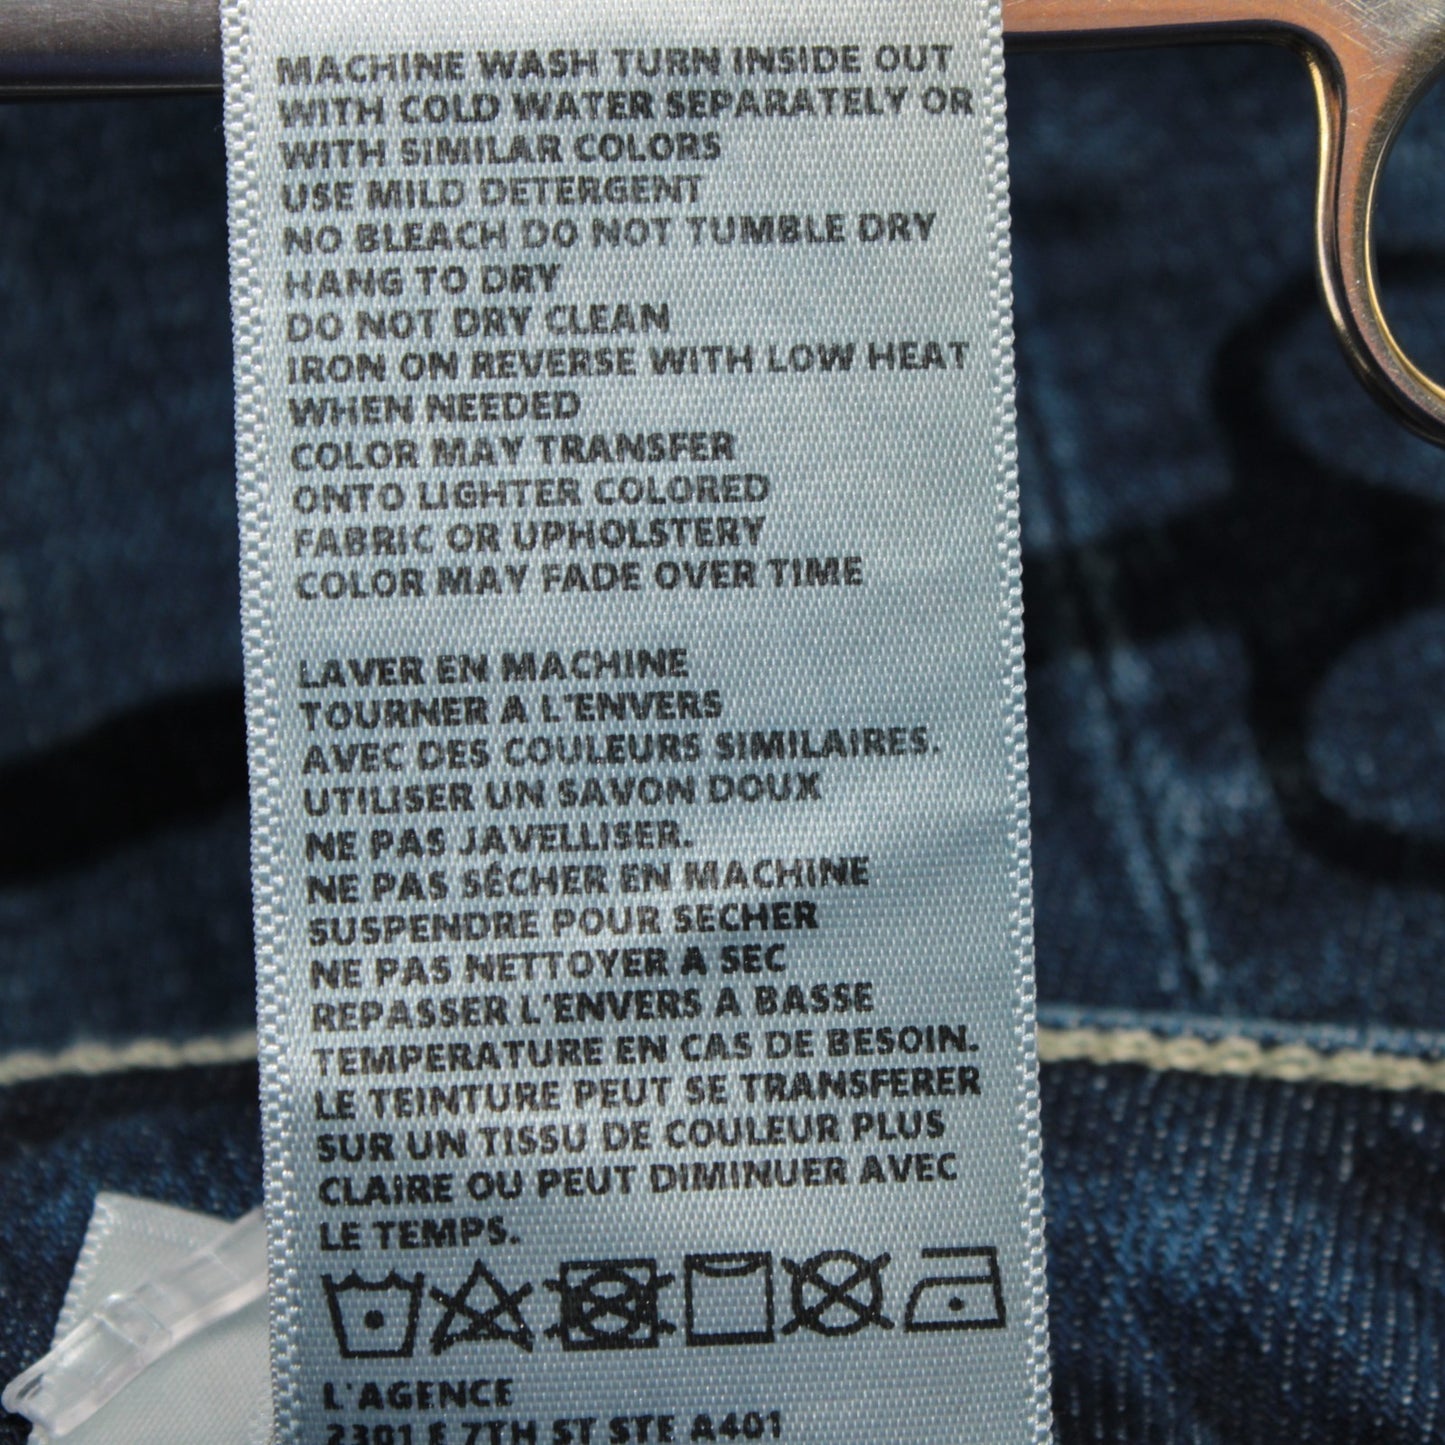 MACHINE WASH TURN INSIDE OUT
WITH COLD WATER SEPARATELY OR
WITH SIMILAR COLORS
USE MILD DETERGENT
NO BLEACH DO NOT TUMBLE DRY
HANG TO DRY
DO NOT DRY CLEAN
IRON ON REVERSE WITH LOW HEAT
WHEN NEEDED
COLOR MAY TRANSFER
ONTO LIGHTER COLORED
FABRIC OR UPHOLSTERY
COLOR MAY FADE OVER TIME
LAVER EN MACHINE
TOURNER A L'ENVERS
AVEC DES COULEURS SIMILAIRES.
UTILISER UN SAVON DOUX
NE PAS JAVELLISER.
NE PAS SÉCHER EN MACHINE
SUSPENDRE POUR SECHER
NE PAS NETTOYER A SEC
REPASSER L'ENVERS A BASSE
TEMPERATURE EN CAS DE BESOIN.
LE TEINTURE PEUT SE TRANSFERER
SUR UN TISSU DE COULEUR PLUS
CLAIRE OU PEUT DIMINUER AVEC
LE TEMPS.
L'AGENCE
2301 E 7TH ST STE A401